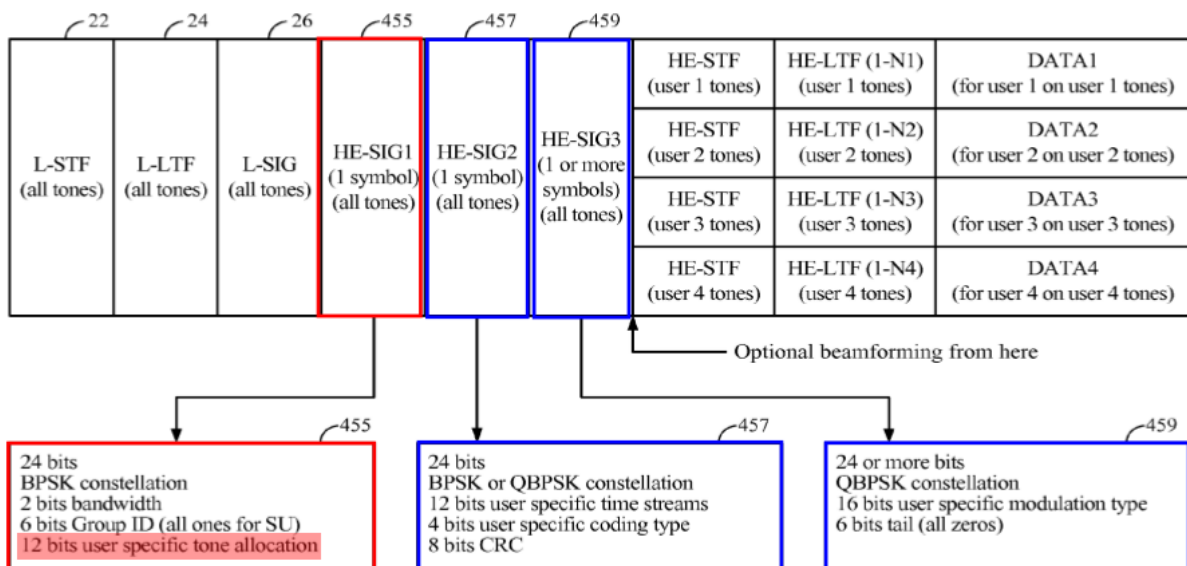 22
24
26
455
457
459
L-STF
(all tones)
L-LTF
(all tones)
L-SIG
(all tones)
HE-SIG1
(1 symbol)
(all tones)
HE-SIG2
(1 symbol)
(all tones)
HE-SIG3
(1 or more
symbols)
(all tones)
HE-STF
(user 1 tones)
HE-LTF (1-N1)
(user 1 tones)
DATA1
(for user 1 on user 1 tones)
HE-STF
(user 2 tones)
HE-LTF (1-N2)
(user 2 tones)
DATA2
(for user 2 on user 2 tones)
HE-STF
(user 3 tones)
HE-LTF (1-N3)
(user 3 tones)
DATA3
(for user 3 on user 3 tones)
HE-STF
(user 4 tones)
HE-LTF (1-N4)
(user 4 tones)
DATA4
(for user 4 on user 4 tones)
Optional beamforming from here
455
24 bits
BPSK constellation
2 bits bandwidth
6 bits Group ID (all ones for SU)
12 bits user specific tone allocation
457
24 bits
BPSK or QBPSK constellation
12 bits user specific time streams
4 bits user specific coding type
8 bits CRC
459
24 or more bits
QBPSK constellation
16 bits user specific modulation type
6 bits tail (all zeros)